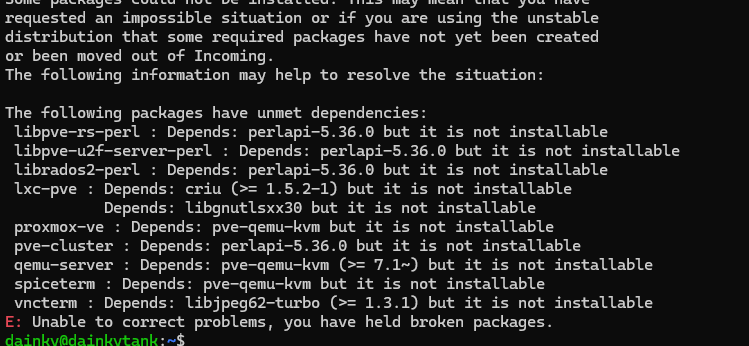 Some packages could not be installed. This may mean that you have
requested an impossible situation or if you are using the unstable
distribution that some required packages have not yet been created
or been moved out of Incoming.
The following information may help to resolve the situation:

The following packages have unmet dependencies:
 libpve-rs-perl : Depends: perlapi-5.36.0 but it is not installable
 libpve-u2f-server-perl : Depends: perlapi-5.36.0 but it is not installable
 librados2-perl : Depends: perlapi-5.36.0 but it is not installable
 lxc-pve : Depends: criu (>= 1.5.2-1) but it is not installable
           Depends: libgnutlsxx30 but it is not installable
 proxmox-ve : Depends: pve-qemu-kvm but it is not installable
 pve-cluster : Depends: perlapi-5.36.0 but it is not installable
 qemu-server : Depends: pve-qemu-kvm (>= 7.1~) but it is not installable
 spiceterm : Depends: pve-qemu-kvm but it is not installable
 vncterm : Depends: libjpeg62-turbo (>= 1.3.1) but it is not installable
E: Unable to correct problems, you have held broken packages.
dainky@dainkytank:~$